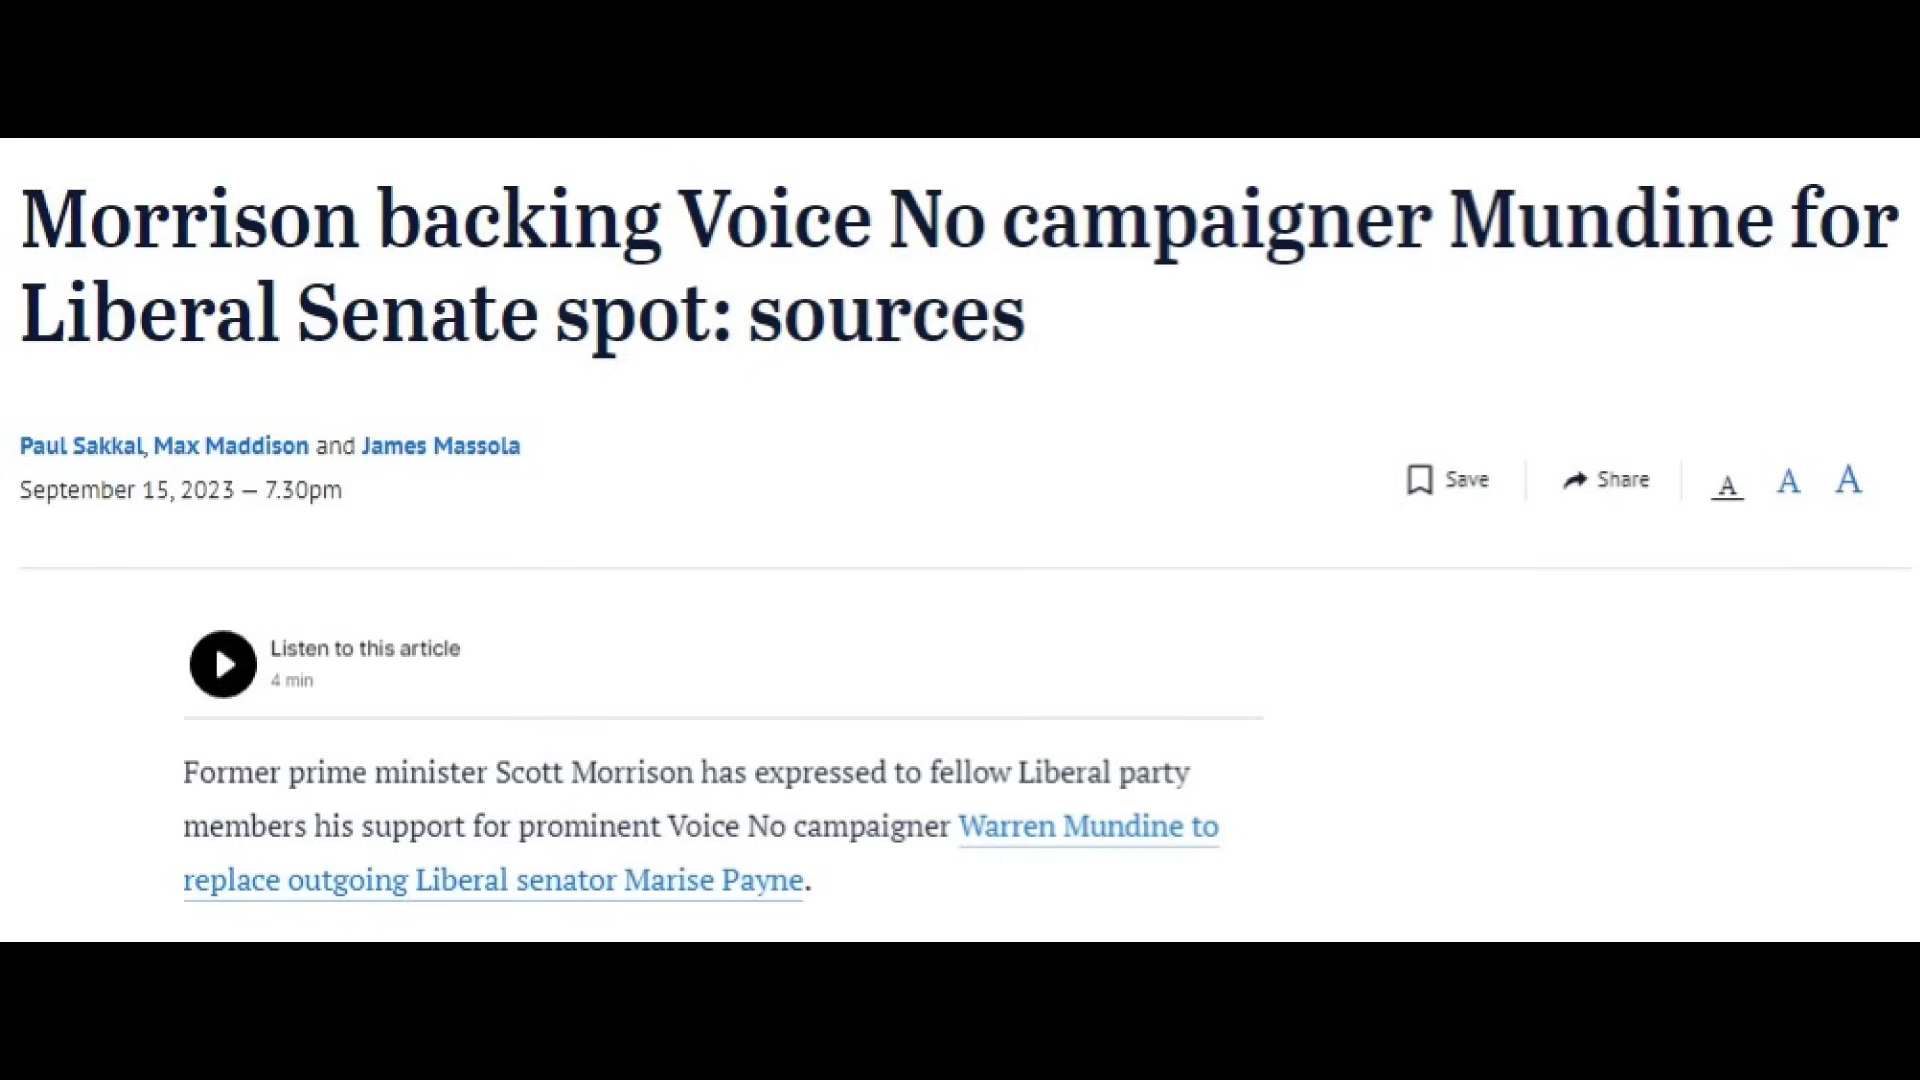 Morrison backing Voice No campaigner Mundine for
Liberal Senate spot: sources
Paul Sakkal, Max Maddison and James Massola
September 15, 2023 – 7.30pm
Save
Share
A A A
Listen to this article
4 min
Former prime minister Scott Morrison has expressed to fellow Liberal party
members his support for prominent Voice No campaigner Warren Mundine to
replace outgoing Liberal senator Marise Payne.